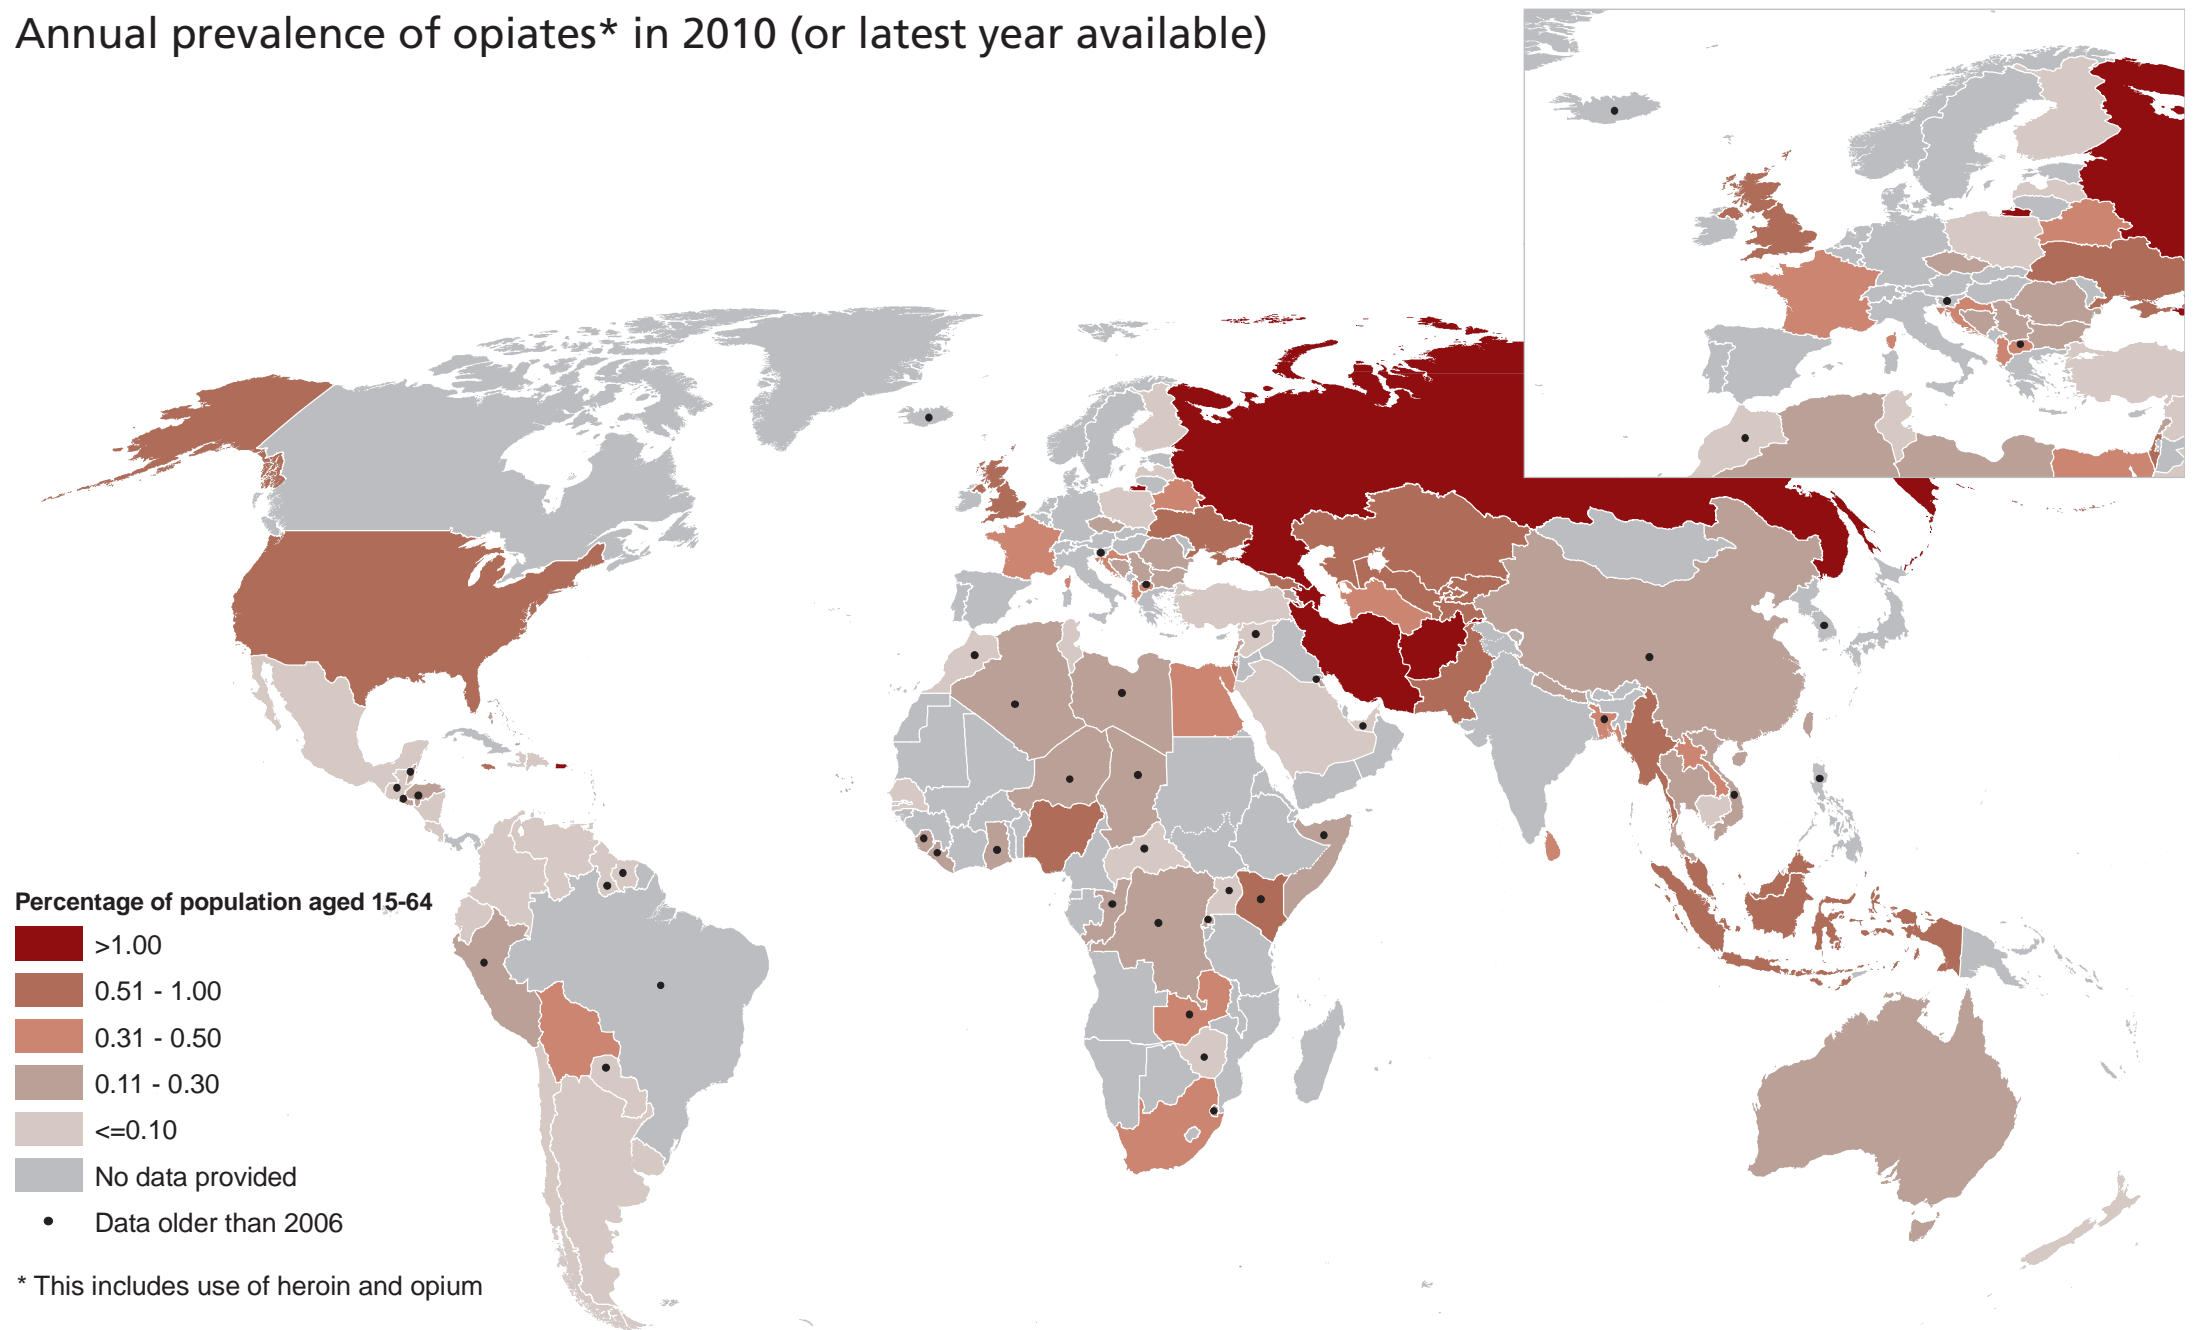 Annual prevalence of opiates* in 2010 (or latest year available)
Percentage of population aged 15-64
>1.00
0.51 - 1.00
0.31 - 0.50
0.11 - 0.30
<=0.10
No data provided
Data older than 2006
* This includes use of heroin and opium